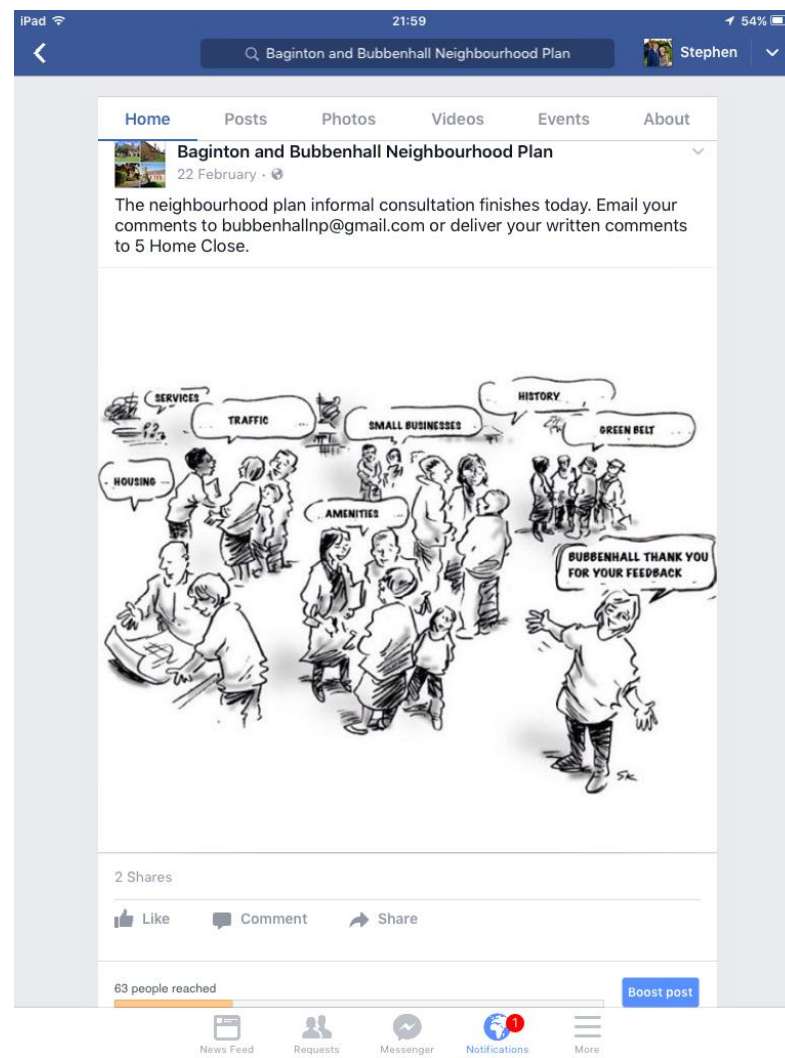 iPad 21:59 54%
Baginton and Bubbenhall Neighbourhood Plan Stephen
Home Posts Photos Videos Events About
Baginton and Bubbenhall Neighbourhood Plan
22 February ·
The neighbourhood plan informal consultation finishes today. Email your
comments to bubbenhallnp@gmail.com or deliver your written comments
to 5 Home Close.
SERVICES
TRAFFIC ...
SMALL BUSINESSES
HISTORY ...
GREEN BELT
HOUSING ...
.. AMENITIES ..
BUBBENHALL THANK YOU
FOR YOUR FEEDBACK
SK
2 Shares
Like Comment Share
63 people reached
Boost post
1
News Feed Requests Messenger Notifications More